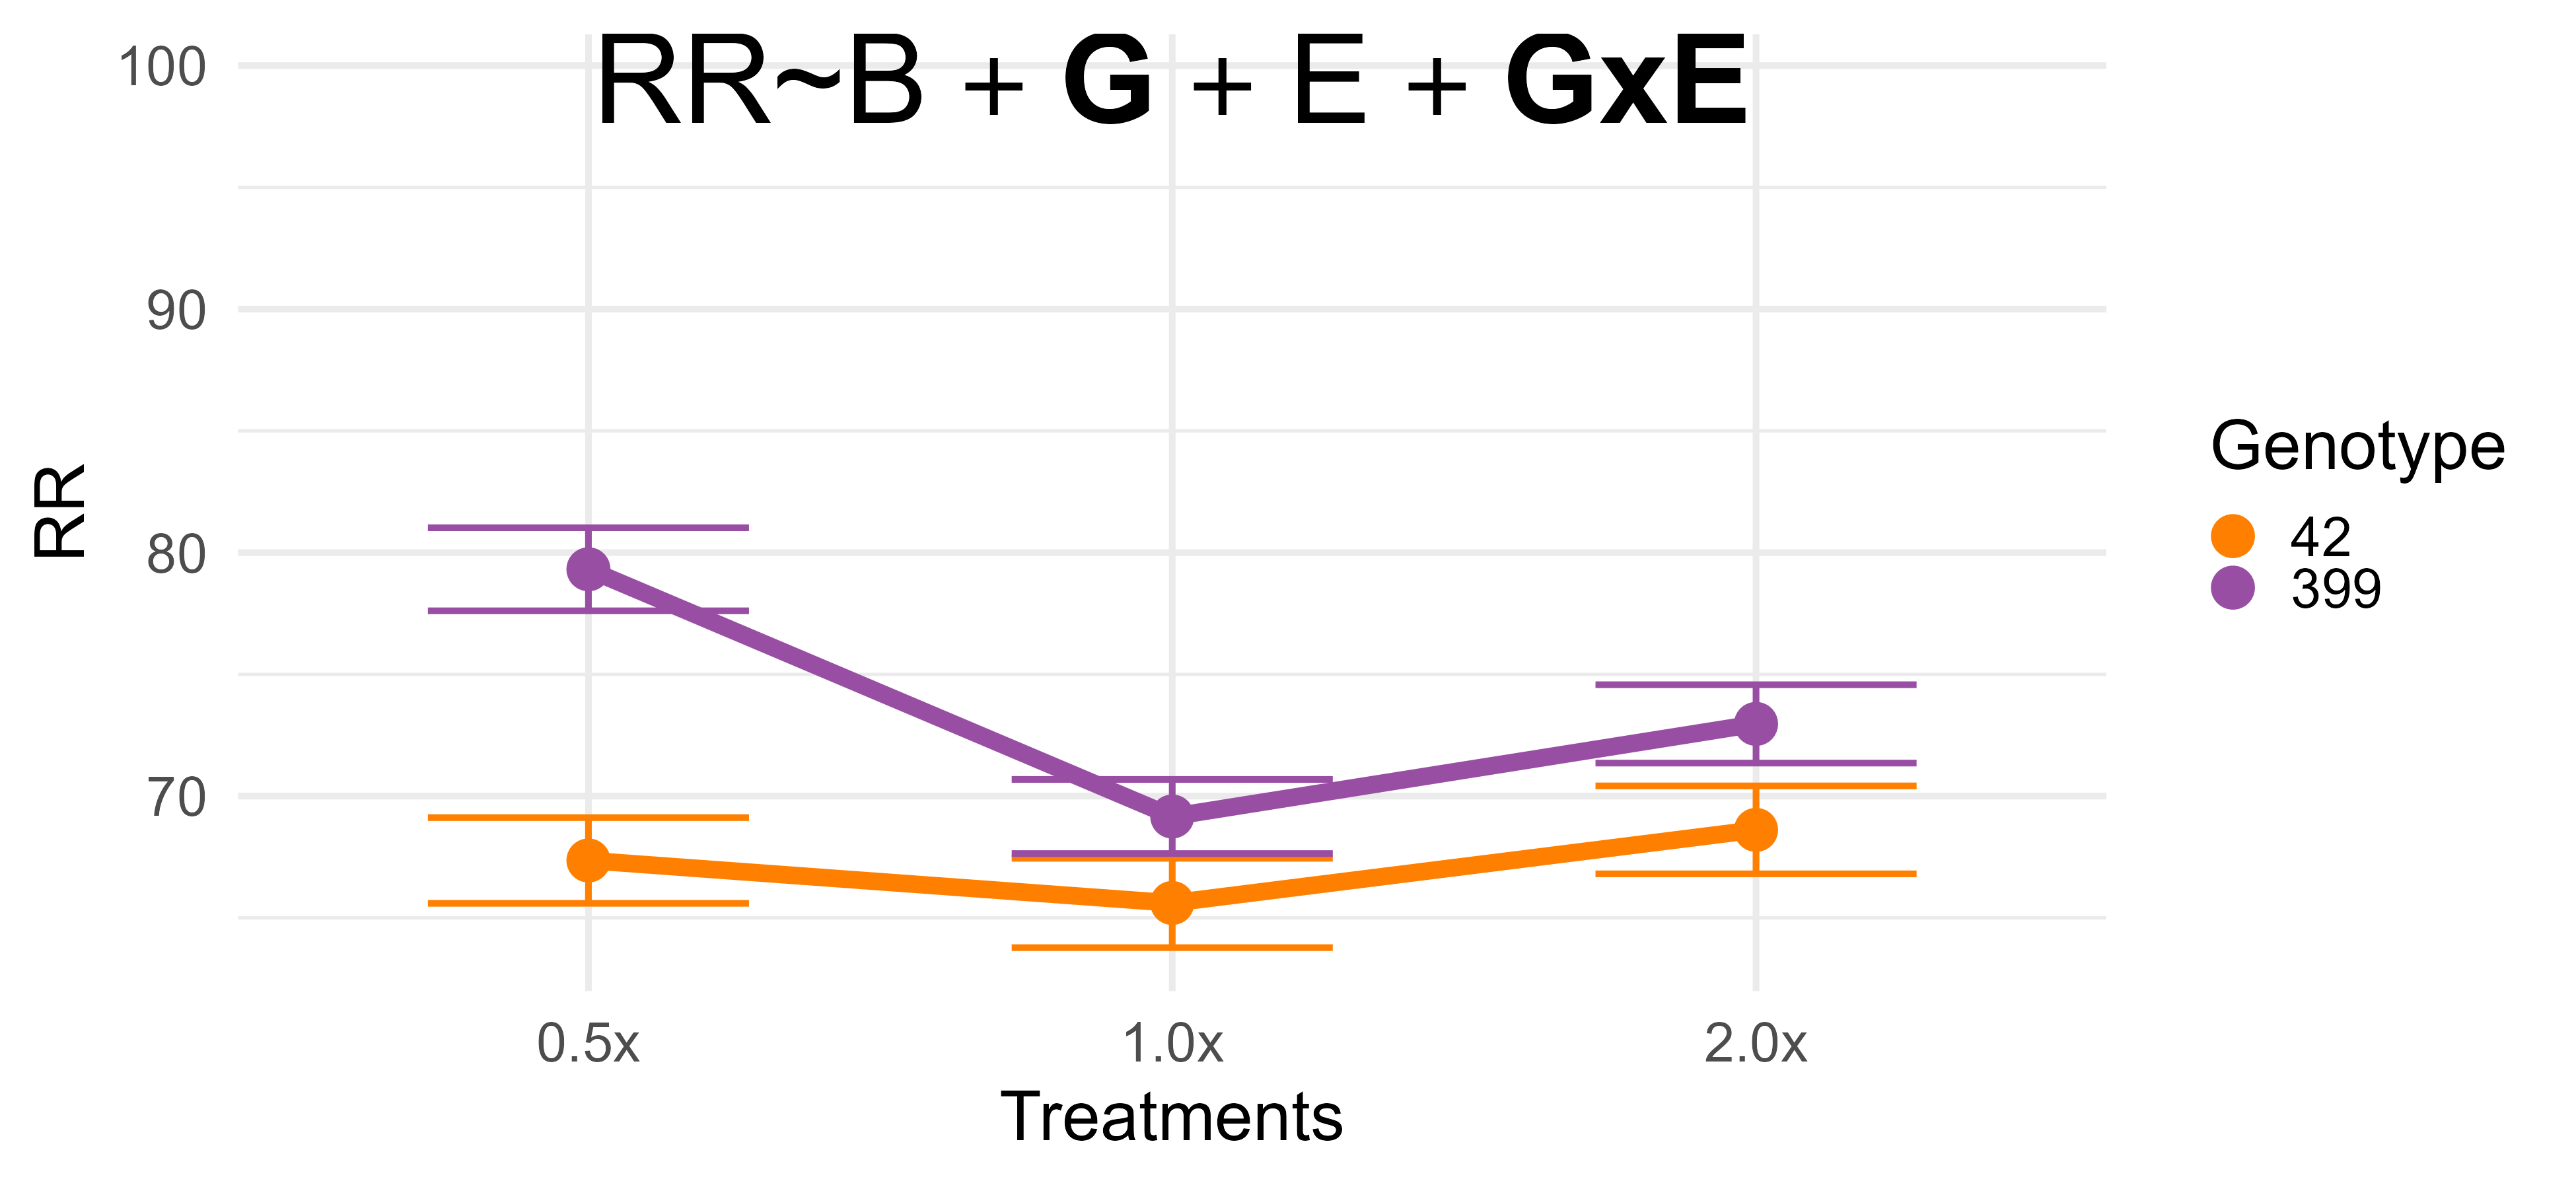 RR~B + G + E + GxE
100
90
80
70
RR
0.5x
1.0x
2.0x
Treatments
Genotype
42
399